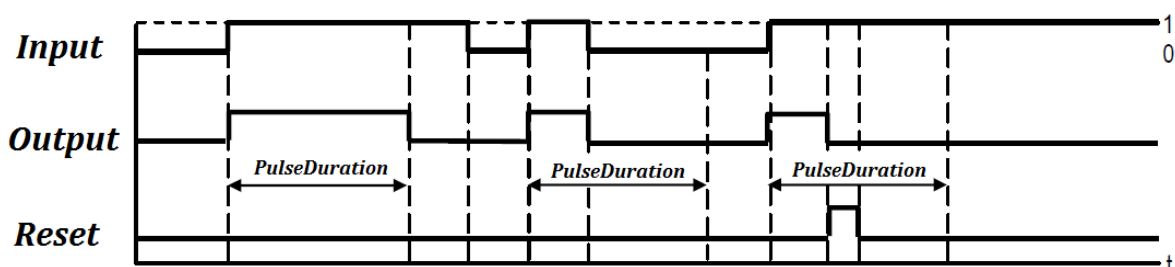 Input
1
0
Output
PulseDuration
PulseDuration
PulseDuration
Reset
t